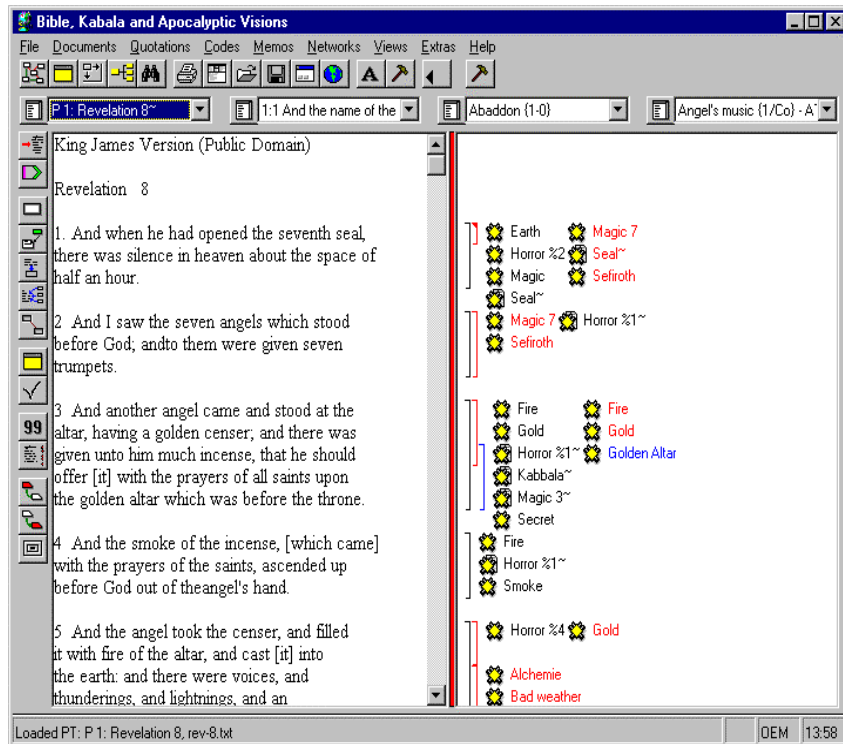 Bible, Kabala and Apocalyptic Visions
File Documents Quotations Codes Memos Networks Views Extras Help
A
P 1: Revelation 8~ 1:1 And the name of the Abaddon {1-0} Angel's music {1/Co} - A
King James Version (Public Domain)
Revelation 8
1. And when he had opened the seventh seal,
there was silence in heaven about the space of
half an hour.
2 And I saw the seven angels which stood
before God; andto them were given seven
trumpets.
3 And another angel came and stood at the
altar, having a golden censer; and there was
given unto him much incense, that he should
offer [it] with the prayers of all saints upon
the golden altar which was before the throne.
4 And the smoke of the incense, [which came]
with the prayers of the saints, ascended up
before God out of theangel's hand.
5 And the angel took the censer, and filled
it with fire of the altar, and cast [it] into
the earth: and there were voices, and
thunderings, and lightnings, and an
99
Earth Magic 7
Horror %2 Seal~
Magic Sefiroth
Seal~
Magic 7 Horror %1~
Sefiroth
Fire Fire
Gold Gold
Horror %1~ Golden Altar
Kabbala~
Magic 3~
Secret
Fire
Horror %1~
Smoke
Horror %4 Gold
Alchemie
Bad weather
Loaded PT: P 1: Revelation 8, rev-8.txt OEM 13:58